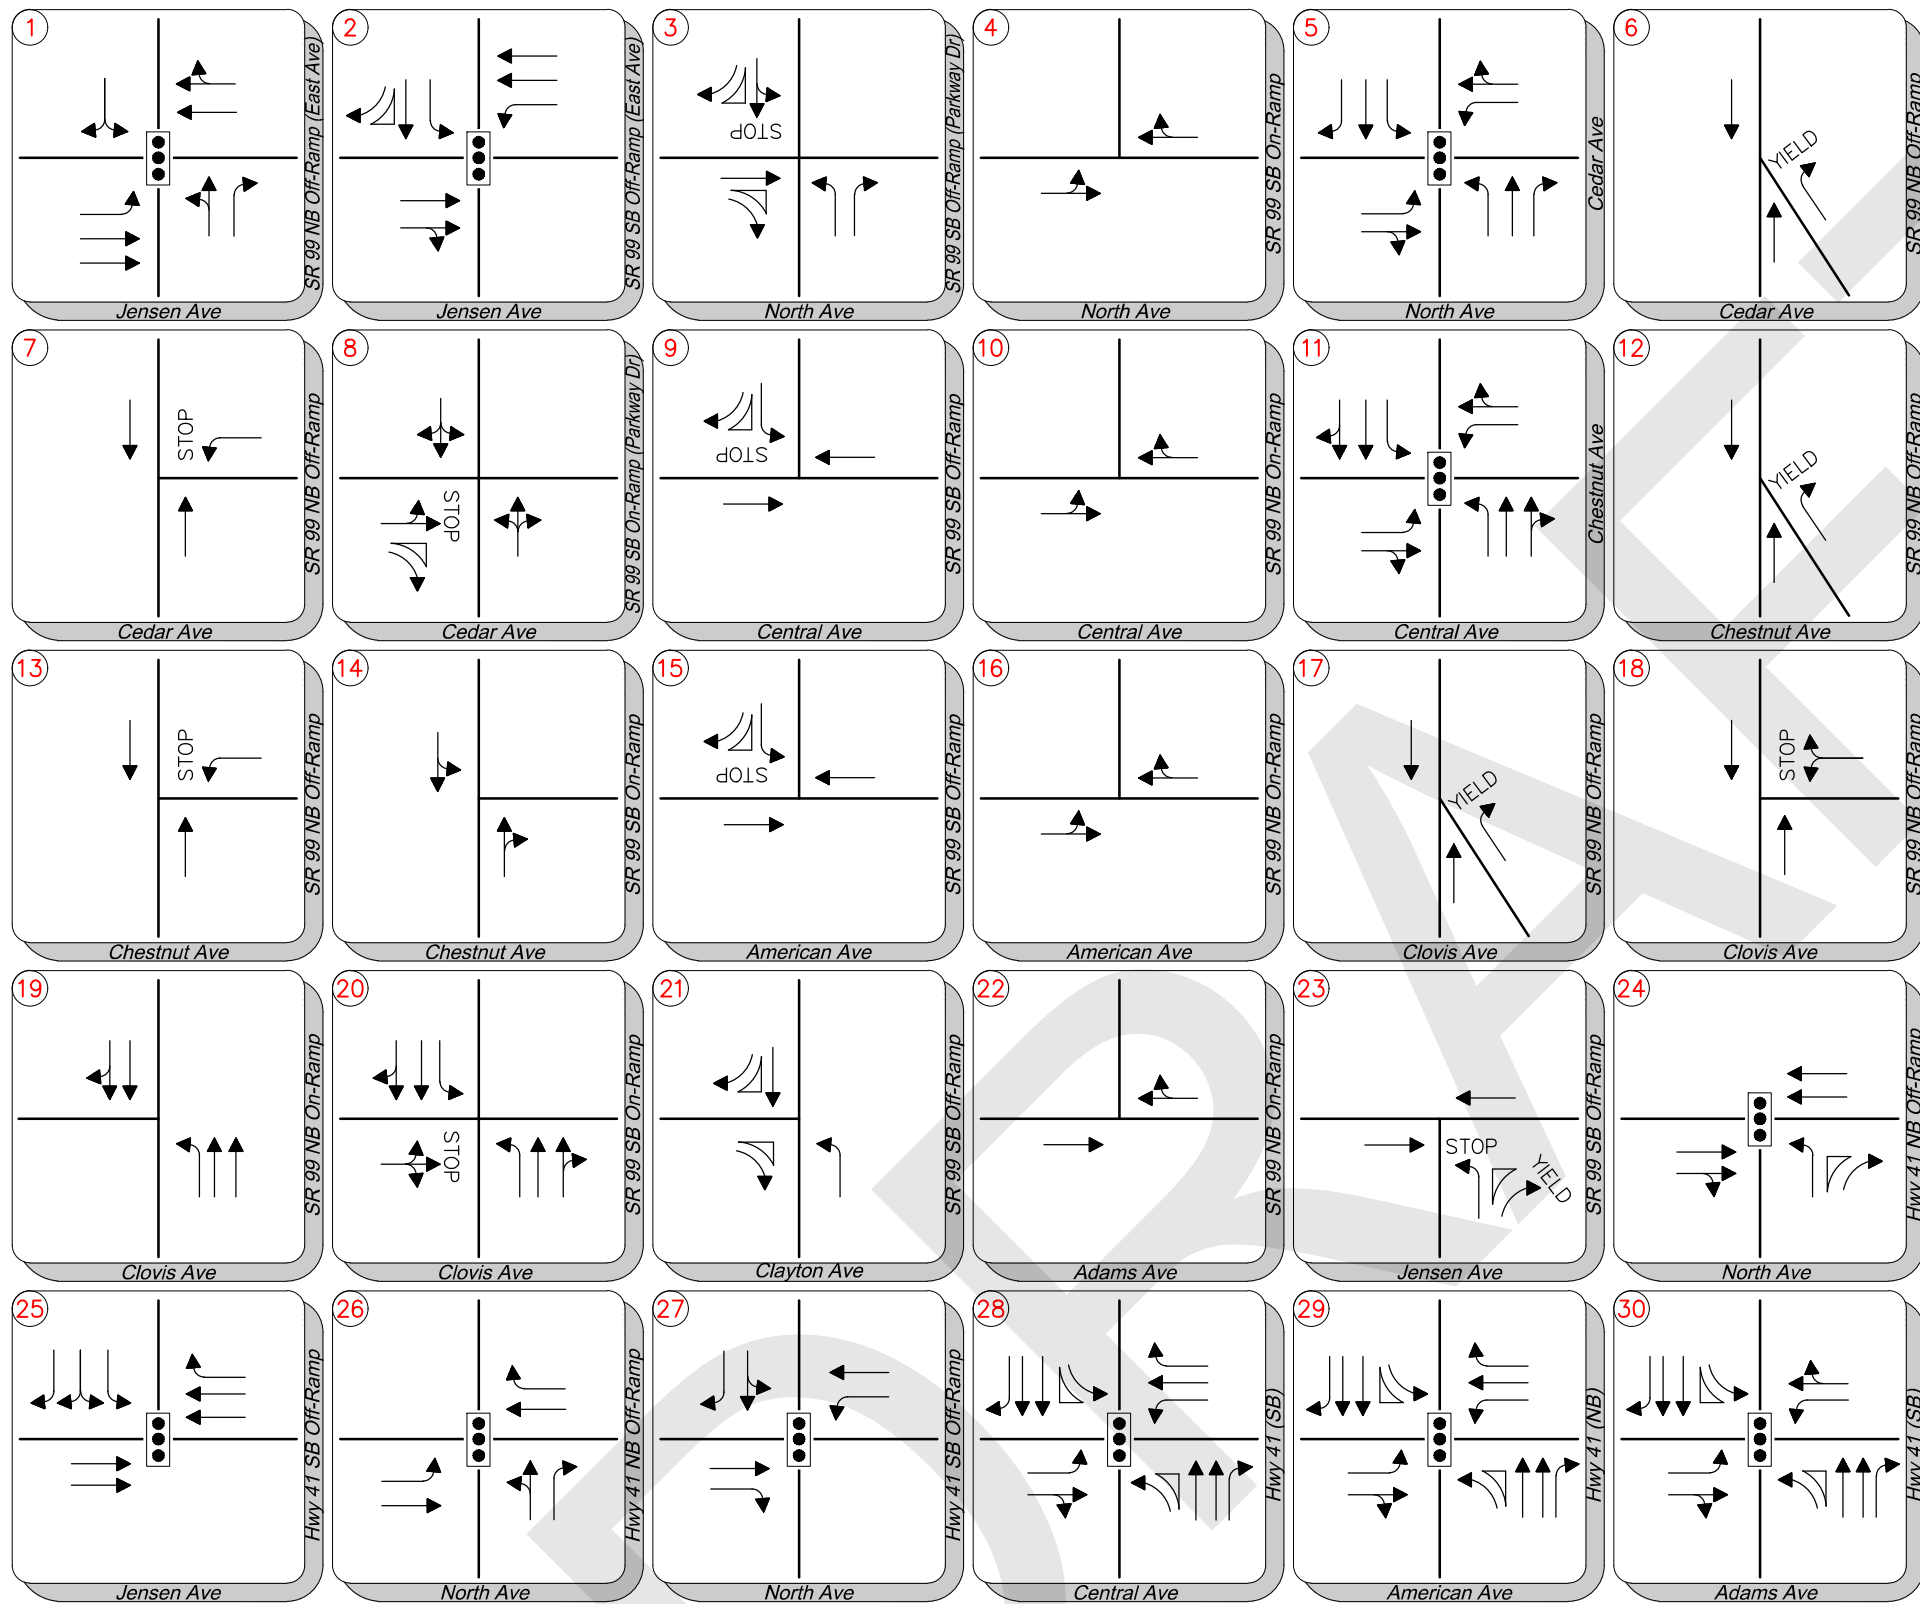 1
SR 99 NB Off-Ramp (East Ave)
Jensen Ave
2
SR 99 SB Off-Ramp (East Ave)
Jensen Ave
3
STOP
SR 99 SB Off-Ramp (Parkway Dr)
North Ave
4
SR 99 SB On-Ramp
North Ave
5
Cedar Ave
North Ave
6
YIELD
SR 99 NB Off-Ramp
Cedar Ave
7
STOP
SR 99 NB Off-Ramp
Cedar Ave
8
STOP
SR 99 SB On-Ramp (Parkway Dr)
Cedar Ave
9
STOP
SR 99 SB Off-Ramp
Central Ave
10
SR 99 NB On-Ramp
Central Ave
11
Chestnut Ave
Central Ave
12
YIELD
SR 99 NB Off-Ramp
Chestnut Ave
13
STOP
SR 99 NB Off-Ramp
Chestnut Ave
14
SR 99 SB On-Ramp
Chestnut Ave
15
STOP
SR 99 SB Off-Ramp
American Ave
16
SR 99 NB On-Ramp
American Ave
17
YIELD
SR 99 NB Off-Ramp
Clovis Ave
18
STOP
SR 99 NB Off-Ramp
Clovis Ave
19
SR 99 NB On-Ramp
Clovis Ave
20
STOP
SR 99 SB On-Ramp
Clovis Ave
21
SR 99 SB Off-Ramp
Clayton Ave
22
SR 99 NB On-Ramp
Adams Ave
23
STOP
YIELD
SR 99 SB Off-Ramp
Jensen Ave
24
Hwy 41 NB Off-Ramp
North Ave
25
Hwy 41 SB Off-Ramp
Jensen Ave
26
Hwy 41 NB Off-Ramp
North Ave
27
Hwy 41 SB Off-Ramp
North Ave
28
Hwy 41 (SB)
Central Ave
29
Hwy 41 (NB)
American Ave
30
Hwy 41 (SB)
Adams Ave